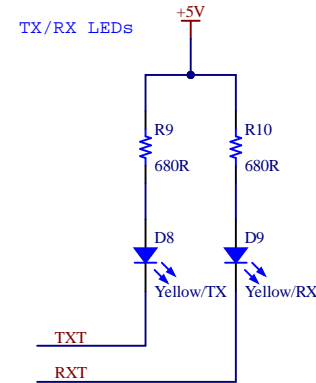 +5V
TX/RX LEDs
R9
R10
680R
680R
D8
D9
Yellow/TX
Yellow/RX
TXT
RXT